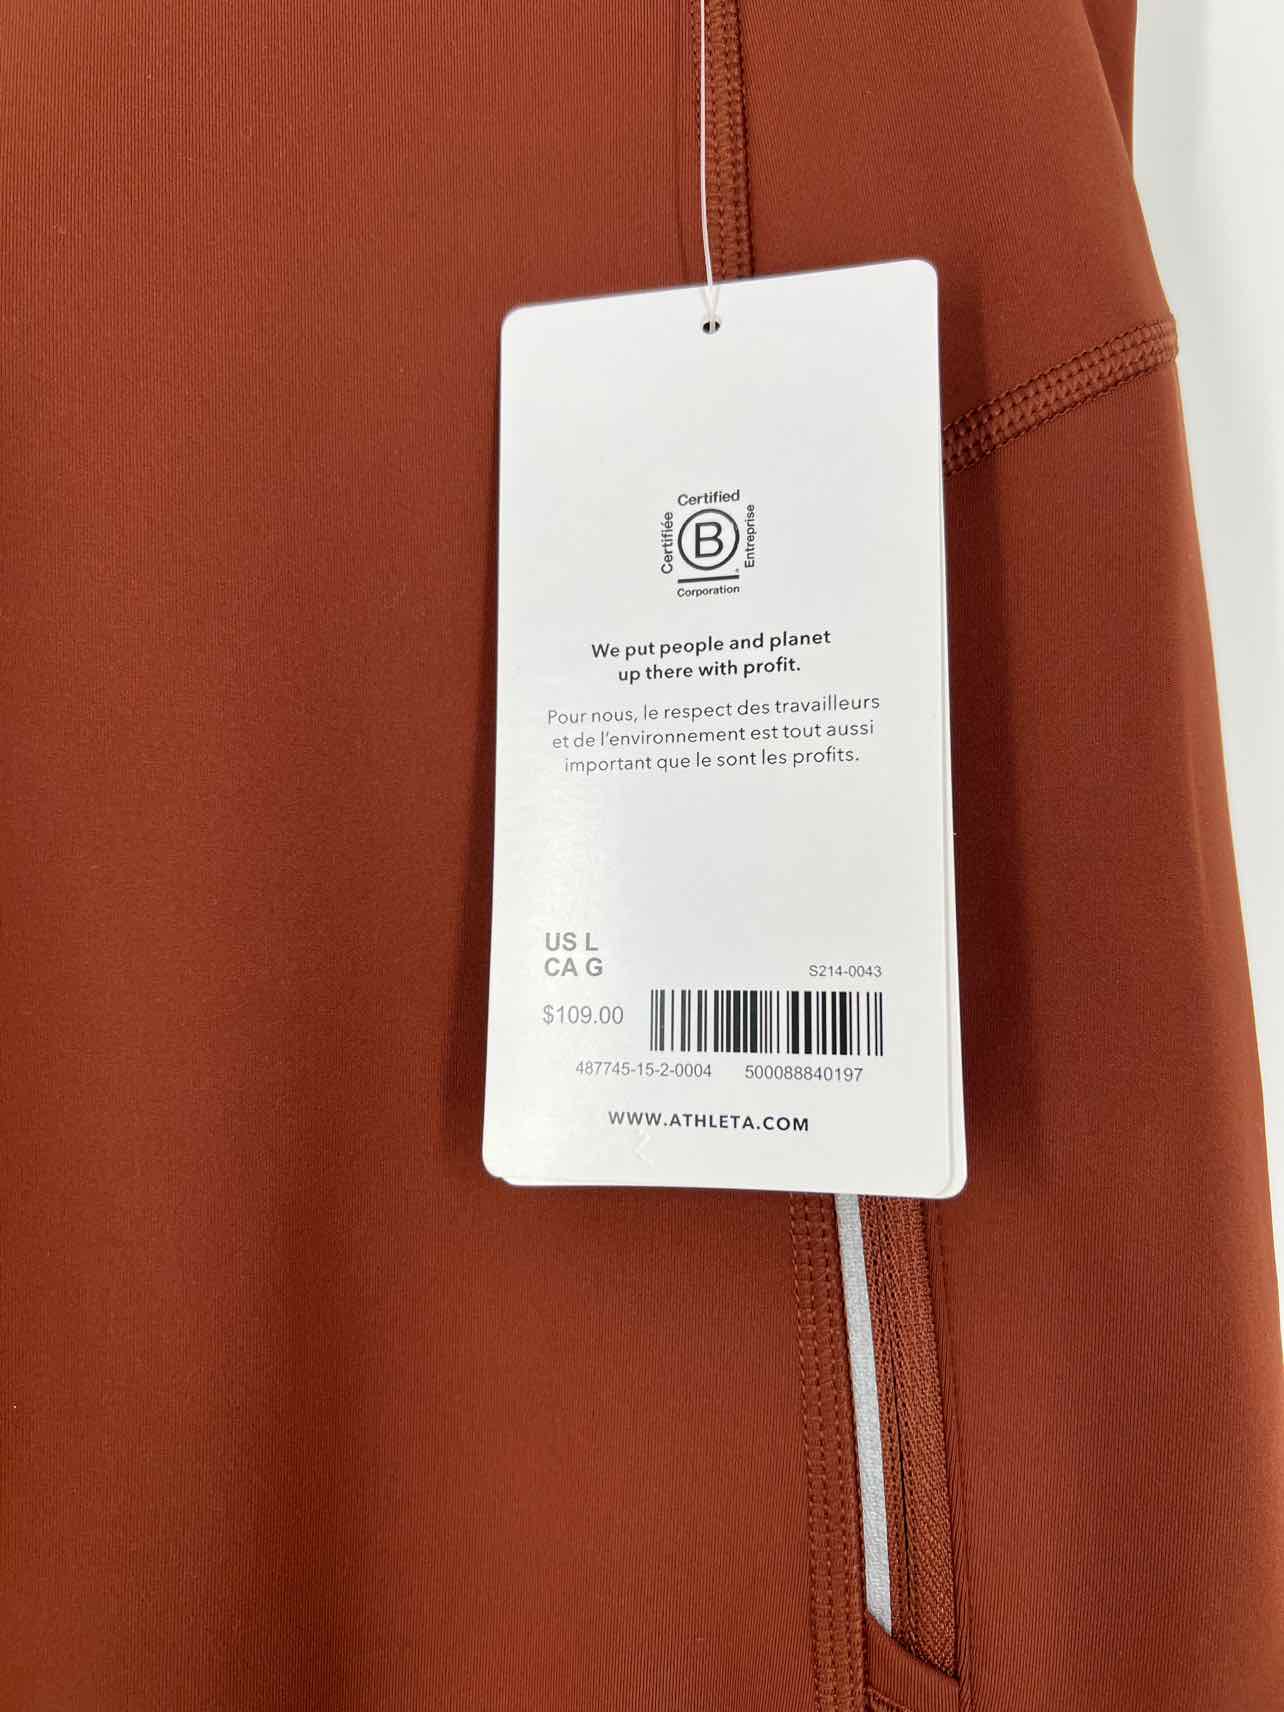 Certified
Certifiée
B
Entreprise
Corporation
We put people and planet
up there with profit.
Pour nous, le respect des travailleurs
et de l'environnement est tout aussi
important que le sont les profits.
US L
CA G
S214-0043
$109.00
487745-15-2-0004 500088840197
WWW.ATHLETA.COM